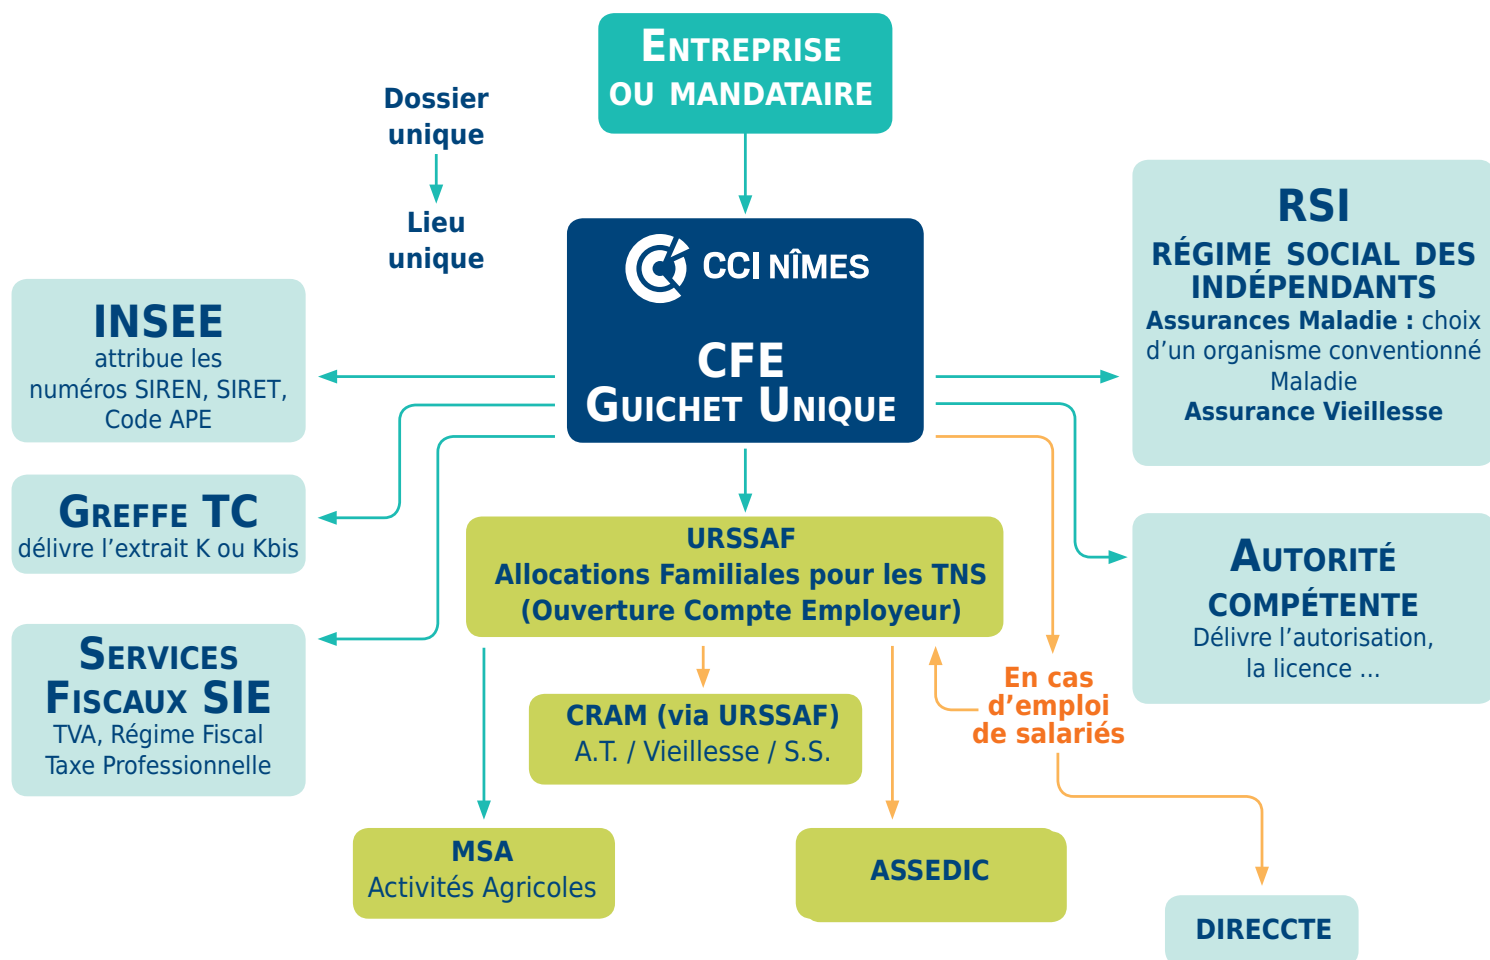 Entreprise
ou mandataire
Dossier
unique
Lieu
unique
CCI NÎMES
CFE
Guichet Unique
INSEE
attribue les
numéros SIREN, SIRET,
Code APE
Greffe TC
délivre l’extrait K ou Kbis
Services
Fiscaux SIE
TVA, Régime Fiscal
Taxe Professionnelle
RSI
régime social des
indépendants
Assurances Maladie : choix
d’un organisme conventionné
Maladie
Assurance Vieillesse
Autorité
compétente
Délivre l’autorisation,
la licence ...
URSSAF
Allocations Familiales pour les TNS
(Ouverture Compte Employeur)
En cas
d’emploi
de salariés
CRAM (via URSSAF)
A.T. / Vieillesse / S.S.
MSA
Activités Agricoles
ASSEDIC
DIRECCTE